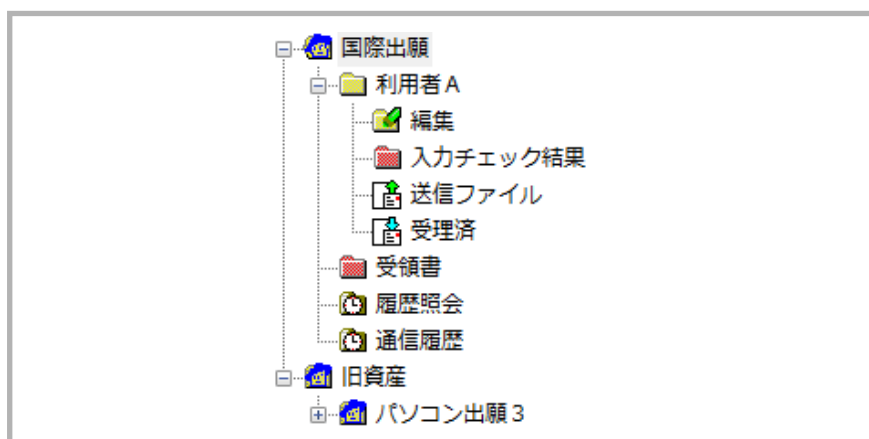 国際出願
利用者A
編集
入力チェック結果
送信ファイル
受理済
受領書
履歴照会
通信履歴
旧資産
パソコン出願3